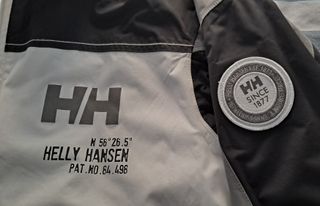 HH
N 56°26.5"
HELLY HANSEN
PAT.NO.64.496
HH
SINCE
1877